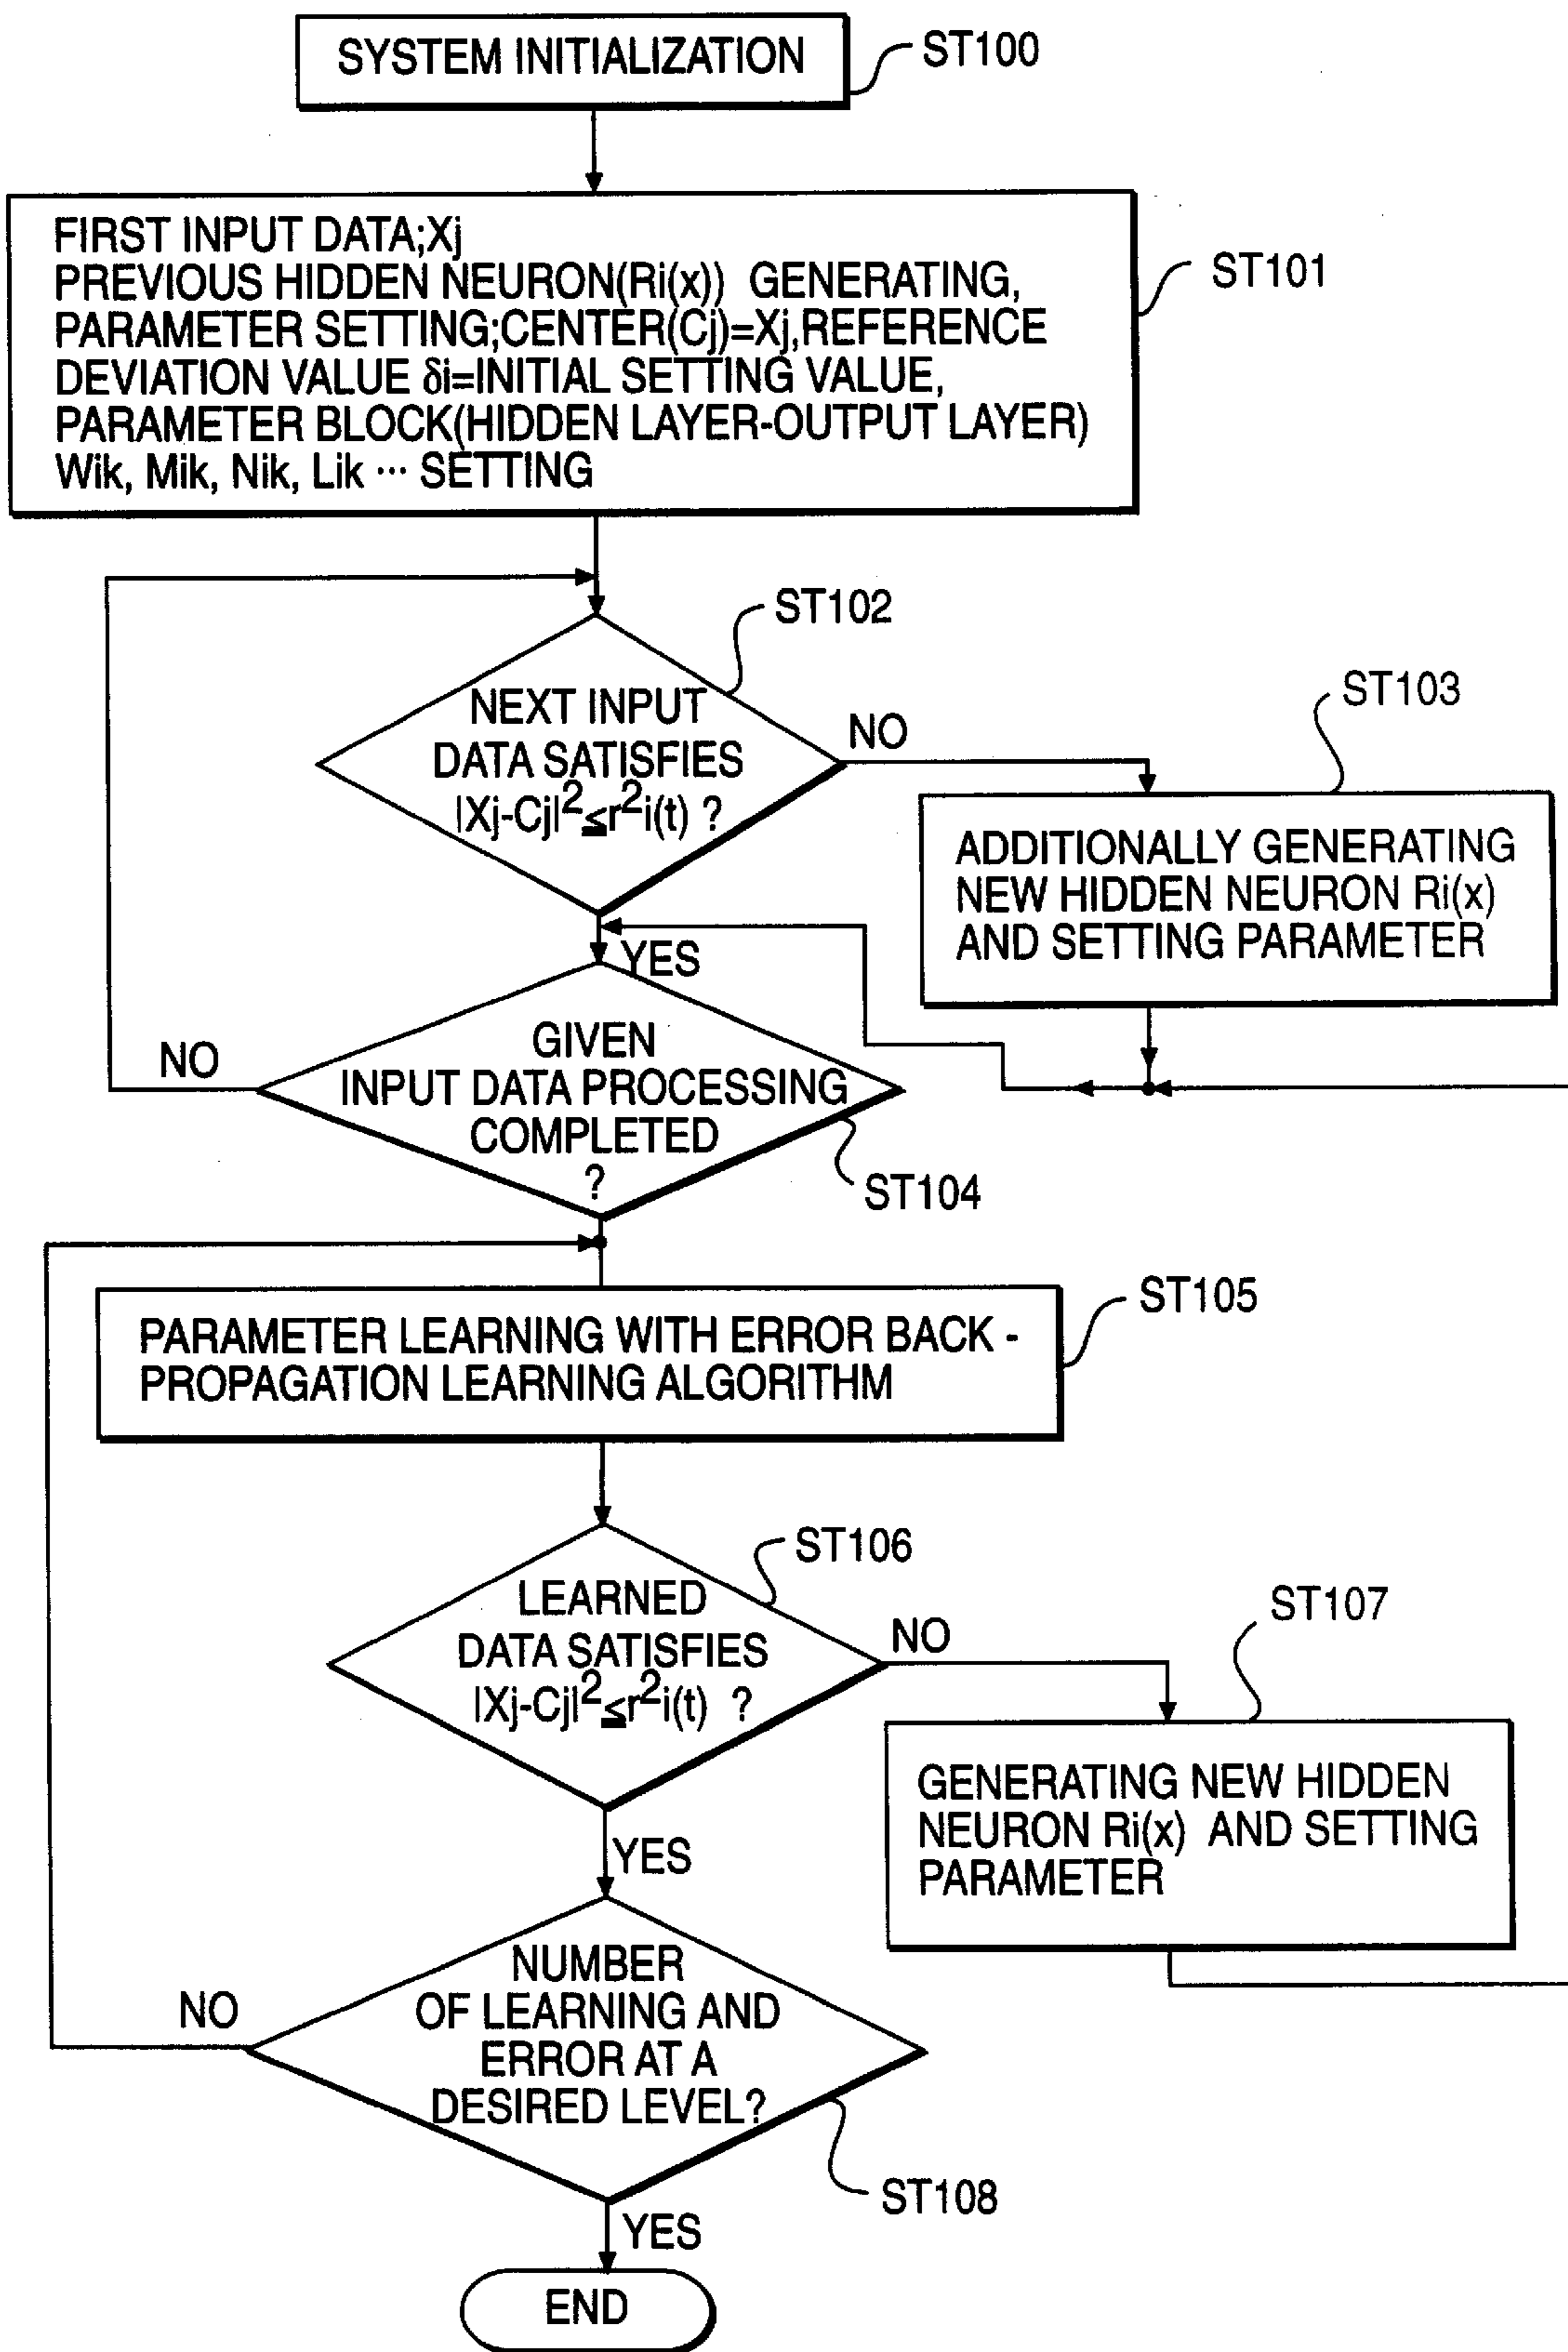 SYSTEM INITIALIZATION
ST100
FIRST INPUT DATA;Xj
PREVIOUS HIDDEN NEURON(Ri(x)) GENERATING,
PARAMETER SETTING;CENTER(Cj)=Xj,REFERENCE
DEVIATION VALUE δi=INITIAL SETTING VALUE,
PARAMETER BLOCK(HIDDEN LAYER-OUTPUT LAYER)
Wik, Mik, Nik, Lik ··· SETTING
ST101
ST102
NEXT INPUT
DATA SATISFIES
|Xj-Cj|²≦r²i(t) ?
NO
YES
ST103
ADDITIONALLY GENERATING
NEW HIDDEN NEURON Ri(x)
AND SETTING PARAMETER
GIVEN
INPUT DATA PROCESSING
COMPLETED
?
NO
ST104
PARAMETER LEARNING WITH ERROR BACK -
PROPAGATION LEARNING ALGORITHM
ST105
ST106
LEARNED
DATA SATISFIES
|Xj-Cj|²≦r²i(t) ?
NO
YES
ST107
GENERATING NEW HIDDEN
NEURON Ri(x) AND SETTING
PARAMETER
NUMBER
OF LEARNING AND
ERROR AT A
DESIRED LEVEL?
NO
ST108
YES
END